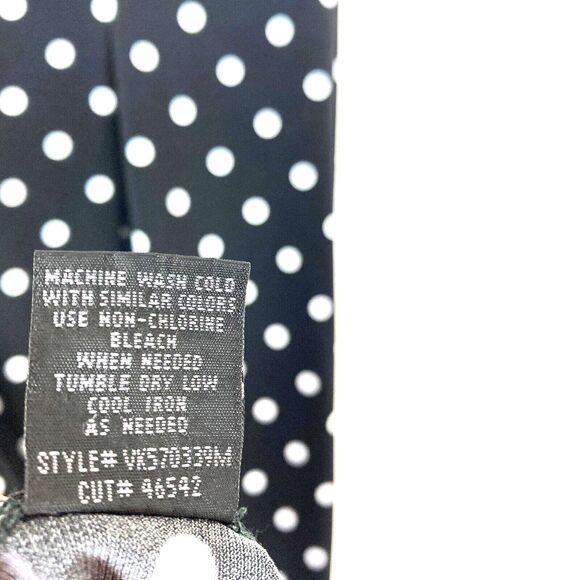 MACHINE WASH COLD
WITH SIMILAR COLORS
USE NON-CHLORINE
BLEACH
WHEN NEEDED
TUMBLE DRY LOW
COOL IRON
AS NEEDED
STYLE# VK570339M
CUT# 46542